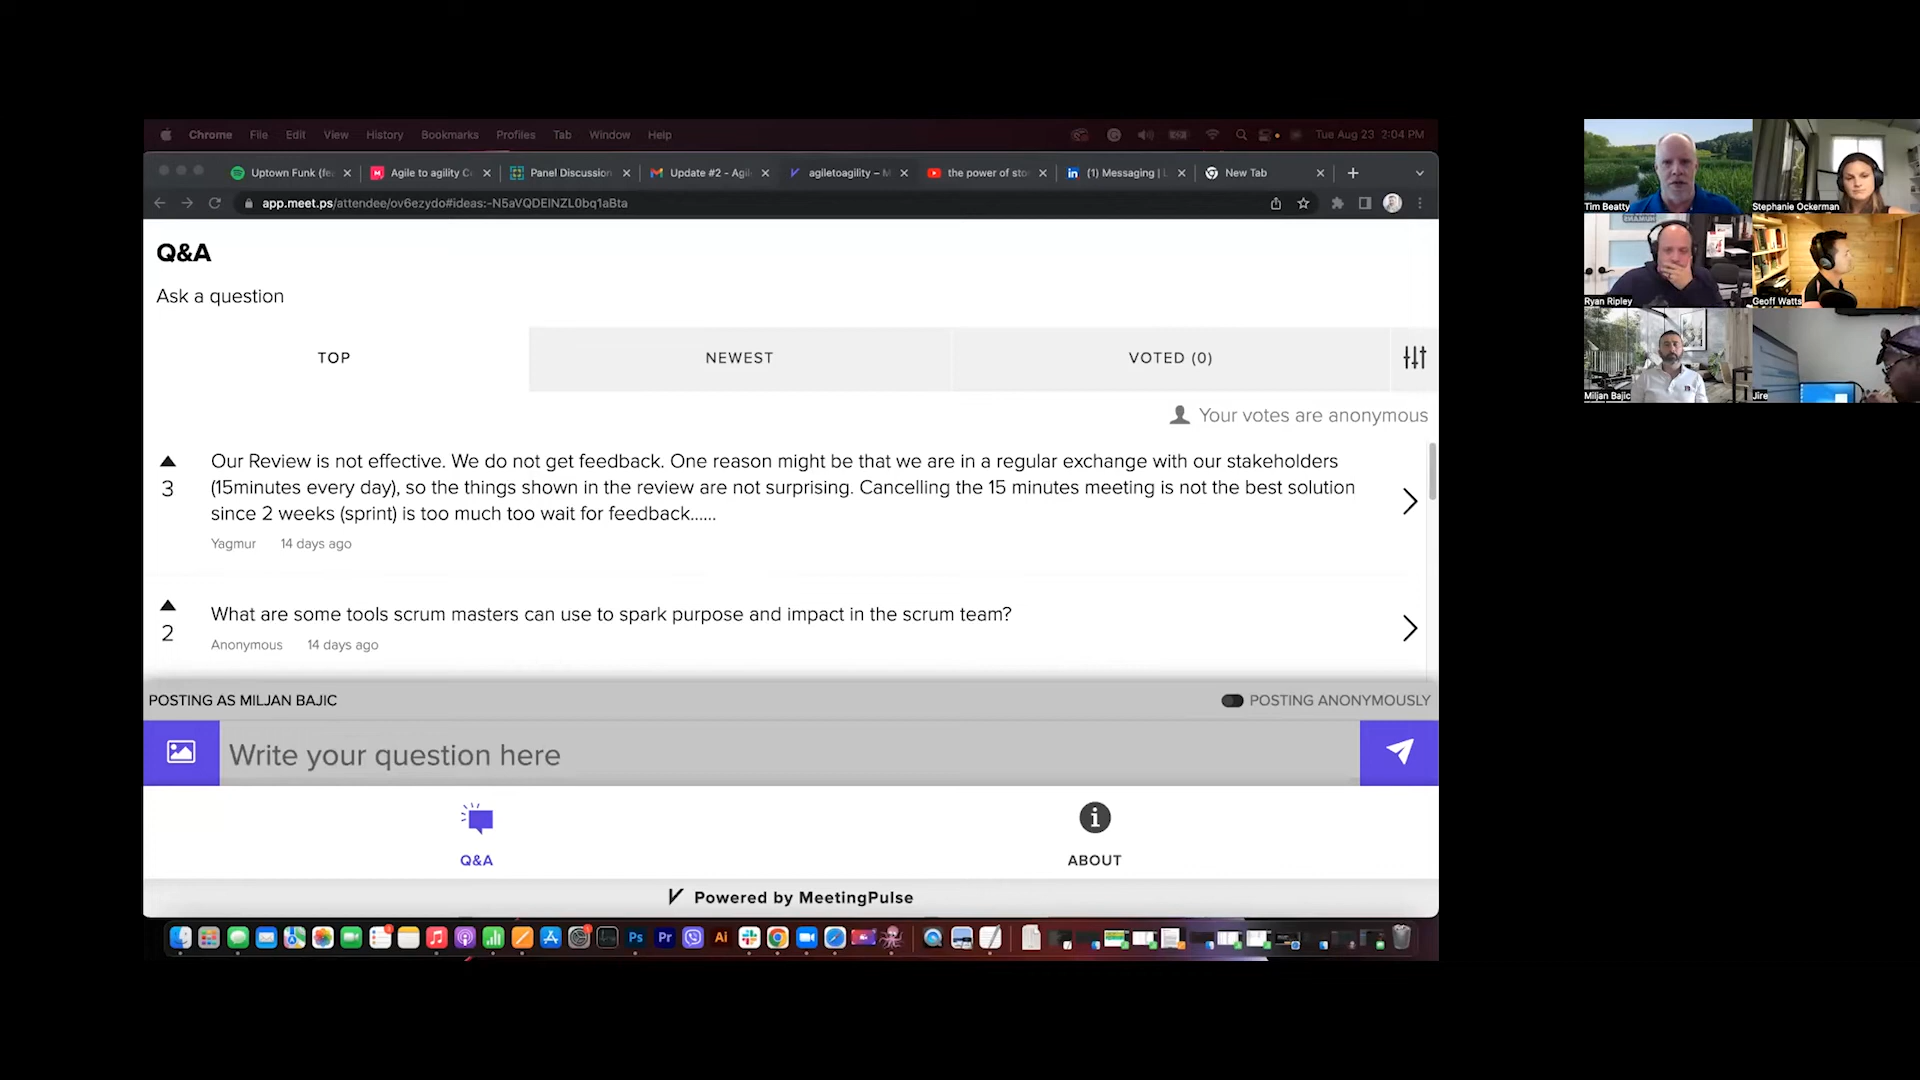 Chrome File Edit View History Bookmarks Profiles Tab Window Help Tue Aug 23 2:04 PM
Uptown Funk (fe Agile to agility C Panel Discussion Update #2 - Agil agiletoagility – M the power of sto (1) Messaging | L New Tab
app.meet.ps/attendee/ov6ezydo#ideas:-N5aVQDEINZL0bq1aBta
Q&A
Ask a question
TOP NEWEST VOTED (0)
Your votes are anonymous
3
Our Review is not effective. We do not get feedback. One reason might be that we are in a regular exchange with our stakeholders
(15minutes every day), so the things shown in the review are not surprising. Cancelling the 15 minutes meeting is not the best solution
since 2 weeks (sprint) is too much too wait for feedback......
Yagmur 14 days ago
2
What are some tools scrum masters can use to spark purpose and impact in the scrum team?
Anonymous 14 days ago
POSTING AS MILJAN BAJIC POSTING ANONYMOUSLY
Write your question here
Q&A ABOUT
Powered by MeetingPulse
Ps Pr Ai
Tim Beatty Stephanie Ockerman
Ryan Ripley Geoff Watts
Miljan Bajic Jire